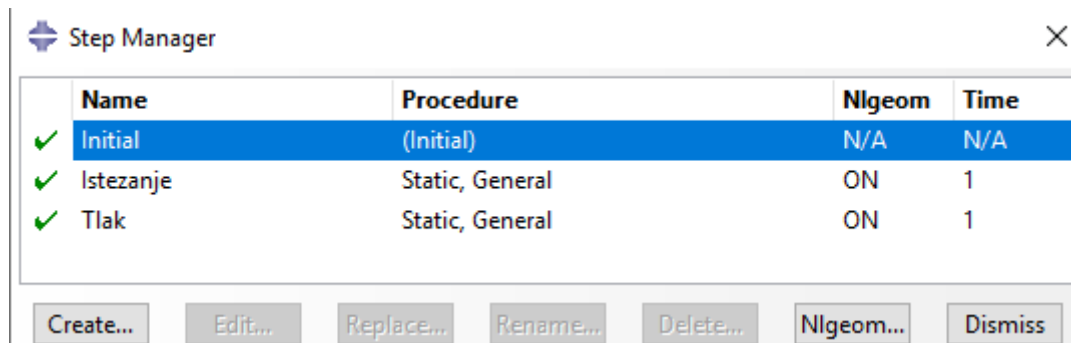 Step Manager
Name Procedure Nlgeom Time
Initial (Initial) N/A N/A
Istezanje Static, General ON 1
Tlak Static, General ON 1
Create... Edit... Replace... Rename... Delete... Nlgeom... Dismiss